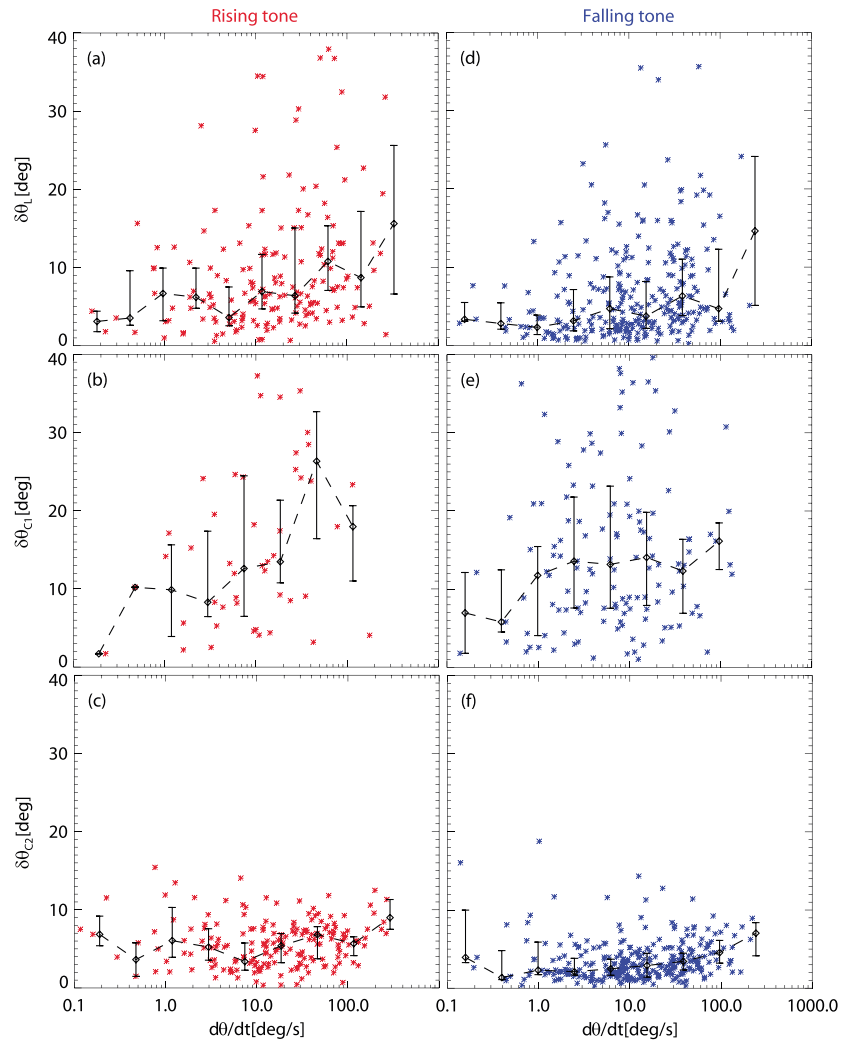 Rising tone
Falling tone
(a)
(d)
40
30
20
10
0
δθL[deg]
(b)
(e)
40
30
20
10
0
δθC1[deg]
(c)
(f)
40
30
20
10
0
δθC2[deg]
0.1 1.0 10.0 100.0
0.1 1.0 10.0 100.0 1000.0
dθ/dt[deg/s]
dθ/dt[deg/s]